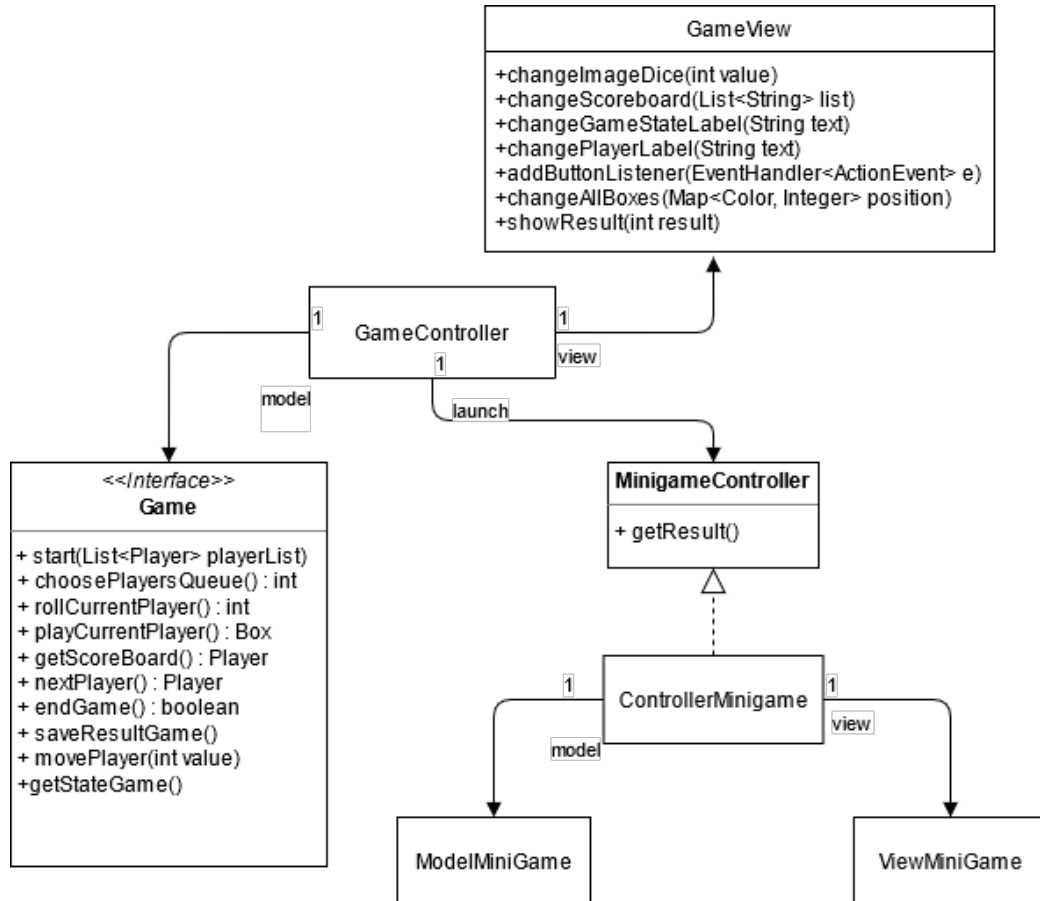 GameView
+changeImageDice(int value)
+changeScoreboard(List<String> list)
+changeGameStateLabel(String text)
+changePlayerLabel(String text)
+addButtonListener(EventHandler<ActionEvent> e)
+changeAllBoxes(Map<Color, Integer> position)
+showResult(int result)
1
GameController
1
1
view
model
launch
<<Interface>>
Game
+ start(List<Player> playerList)
+ choosePlayersQueue() : int
+ rollCurrentPlayer() : int
+ playCurrentPlayer() : Box
+ getScoreBoard() : Player
+ nextPlayer() : Player
+ endGame() : boolean
+ saveResultGame()
+ movePlayer(int value)
+getStateGame()
MinigameController
+ getResult()
1
ControllerMinigame
1
model
view
ModelMiniGame
ViewMiniGame